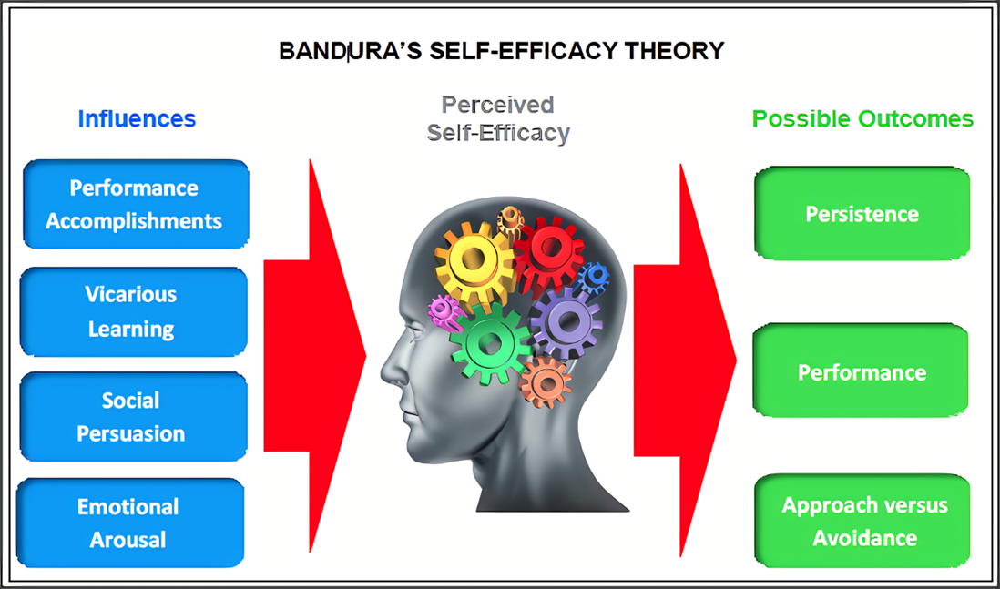 BANDURA’S SELF-EFFICACY THEORY
Influences
Performance
Accomplishments
Vicarious
Learning
Social
Persuasion
Emotional
Arousal
Perceived
Self-Efficacy
Possible Outcomes
Persistence
Performance
Approach versus
Avoidance